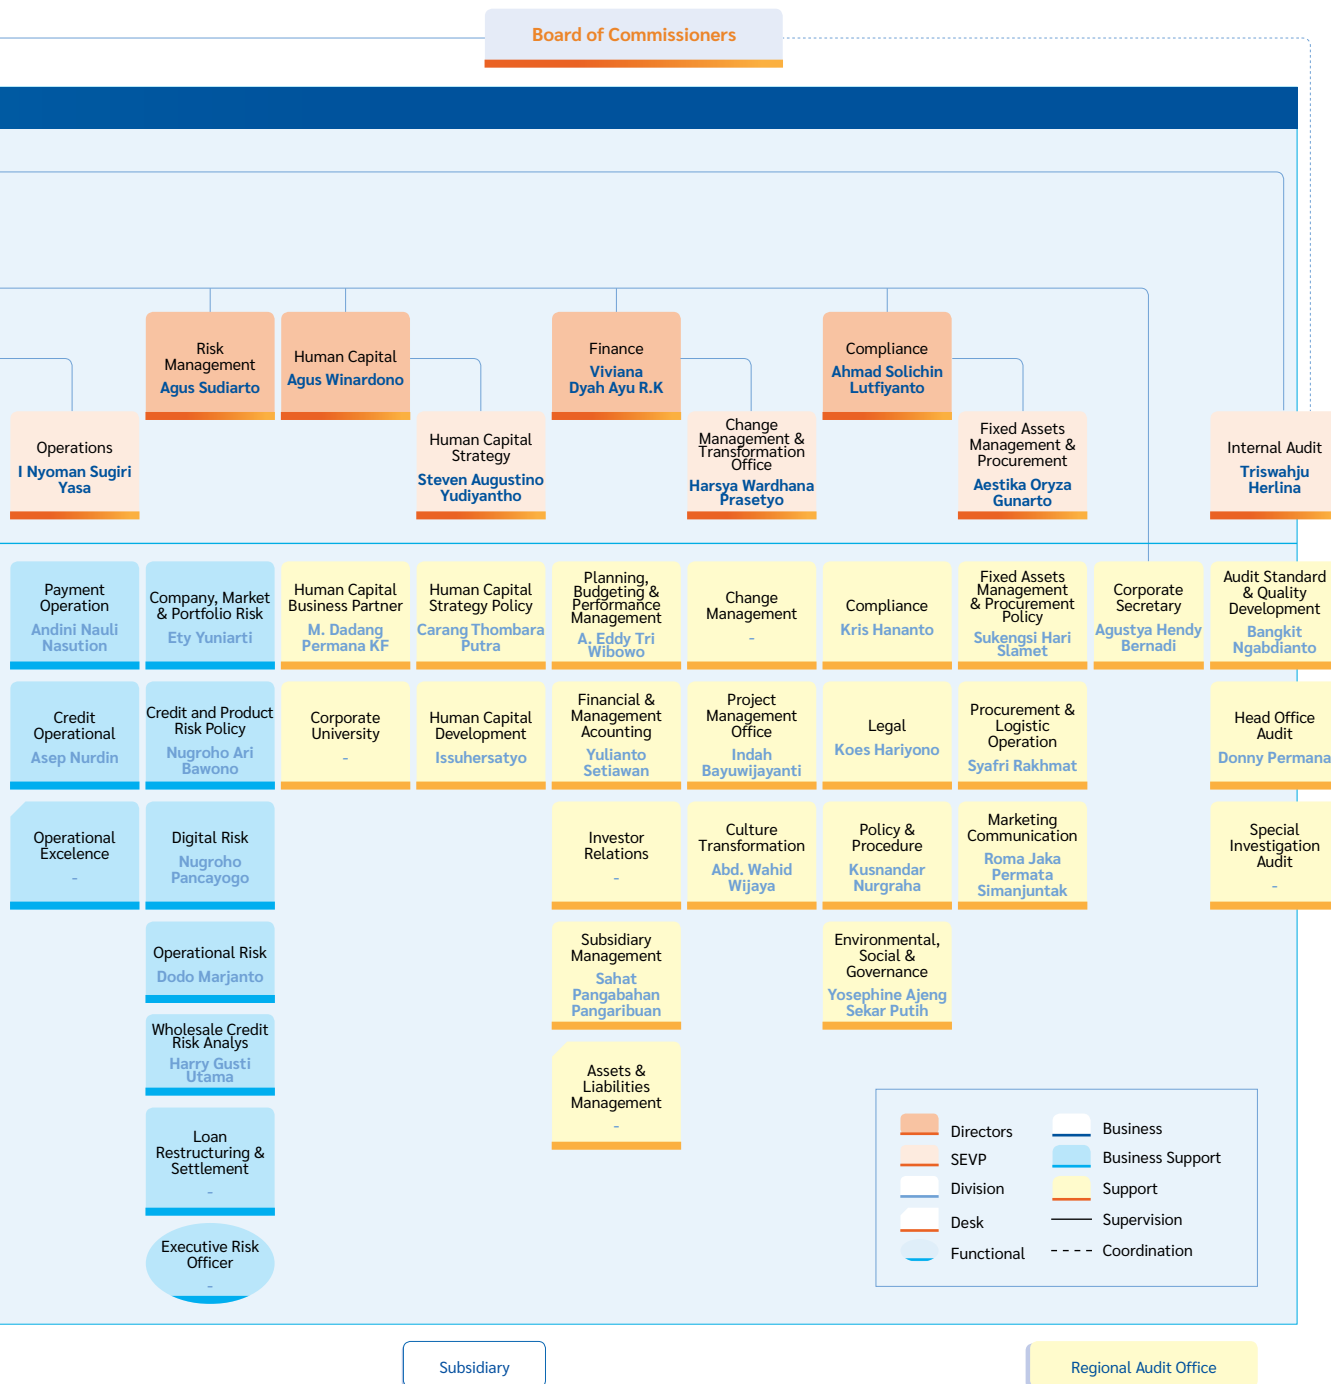 Board of Commissioners
Risk
Management
Agus Sudiarto
Human Capital
Agus Winardono
Finance
Viviana
Dyah Ayu R.K
Compliance
Ahmad Solichin
Lutfiyanto
Operations
I Nyoman Sugiri
Yasa
Human Capital
Strategy
Steven Augustino
Yudiyantho
Change
Management &
Transformation
Office
Harsya Wardhana
Prasetyo
Fixed Assets
Management &
Procurement
Aestika Oryza
Gunarto
Internal Audit
Triswahju
Herlina
Payment
Operation
Andini Nauli
Nasution
Company, Market
& Portfolio Risk
Ety Yuniarti
Human Capital
Business Partner
M. Dadang
Permana KF
Human Capital
Strategy Policy
Carang Thombara
Putra
Planning,
Budgeting &
Performance
Management
A. Eddy Tri
Wibowo
Change
Management
-
Compliance
Kris Hananto
Fixed Assets
Management
& Procurement
Policy
Sukengsi Hari
Slamet
Corporate
Secretary
Agustya Hendy
Bernadi
Audit Standard
& Quality
Development
Bangkit
Ngabdianto
Credit
Operational
Asep Nurdin
Credit and Product
Risk Policy
Nugroho Ari
Bawono
Corporate
University
-
Human Capital
Development
Issuhersatyo
Financial &
Management
Acounting
Yulianto
Setiawan
Project
Management
Office
Indah
Bayuwijayanti
Legal
Koes Hariyono
Procurement &
Logistic
Operation
Syafri Rakhmat
Head Office
Audit
Donny Permana
Operational
Excelence
-
Digital Risk
Nugroho
Pancayogo
Investor
Relations
-
Culture
Transformation
Abd. Wahid
Wijaya
Policy &
Procedure
Kusnandar
Nurgraha
Marketing
Communication
Roma Jaka
Permata
Simanjuntak
Special
Investigation
Audit
-
Operational Risk
Dodo Marjanto
Subsidiary
Management
Sahat
Pangabahan
Pangaribuan
Environmental,
Social &
Governance
Yosephine Ajeng
Sekar Putih
Wholesale Credit
Risk Analys
Harry Gusti
Utama
Assets &
Liabilities
Management
-
Loan
Restructuring &
Settlement
-
Executive Risk
Officer
-
Directors
SEVP
Division
Desk
Functional
Business
Business Support
Support
Supervision
Coordination
Subsidiary
Regional Audit Office